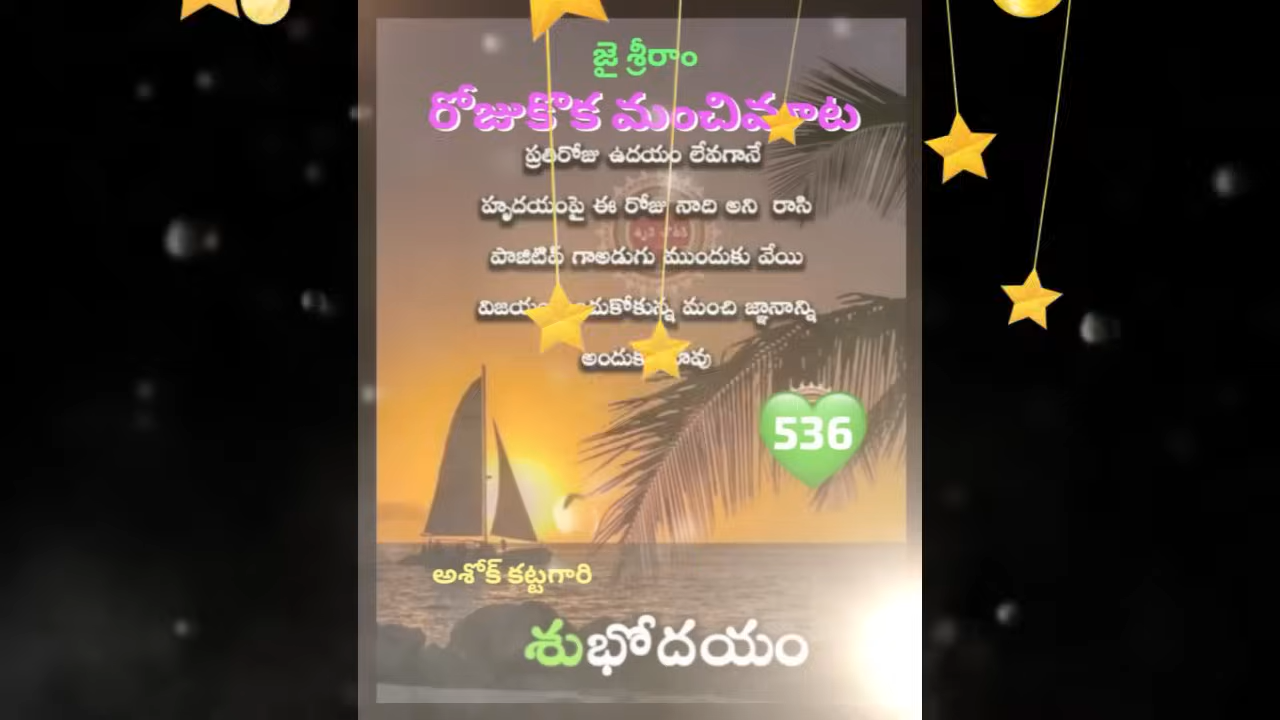 జై శ్రీరాం
రోజుకొక మంచిమాట
ప్రతిరోజు ఉదయం లేవగానే
హృదయంపై ఈ రోజు నాది అని రాసి
పాజిటివ్ గాఅడుగు ముందుకు వేయి
మంచి జ్ఞానాన్ని
536
అశోక్ కట్టగారి
శుభోదయం